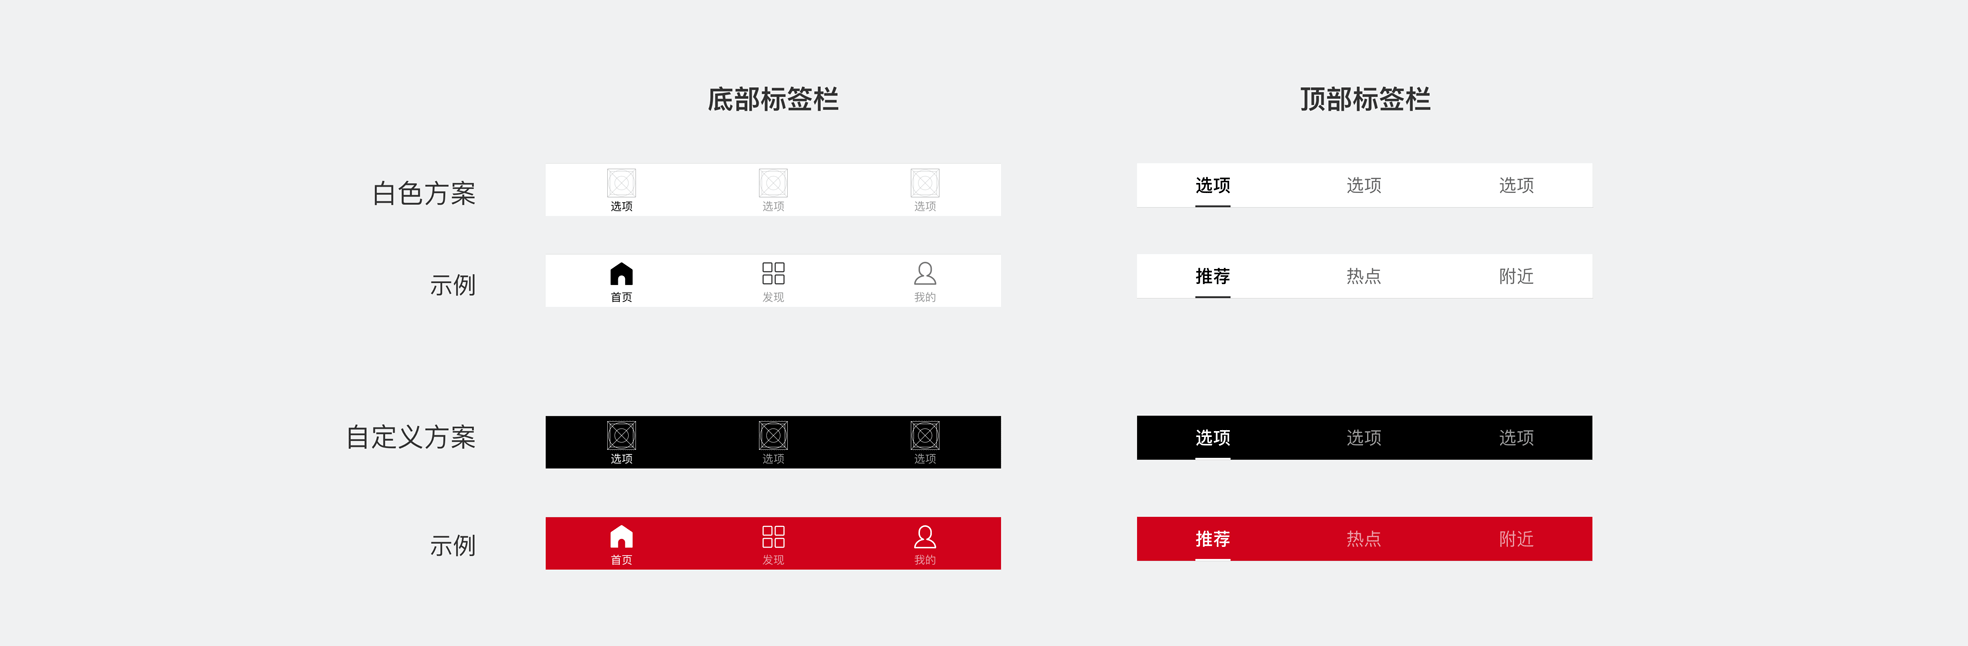 底部标签栏 顶部标签栏
白色方案 选项 选项 选项 选项 选项 选项
示例 首页 发现 我的 推荐 热点 附近
自定义方案 选项 选项 选项 选项 选项 选项
示例 首页 发现 我的 推荐 热点 附近